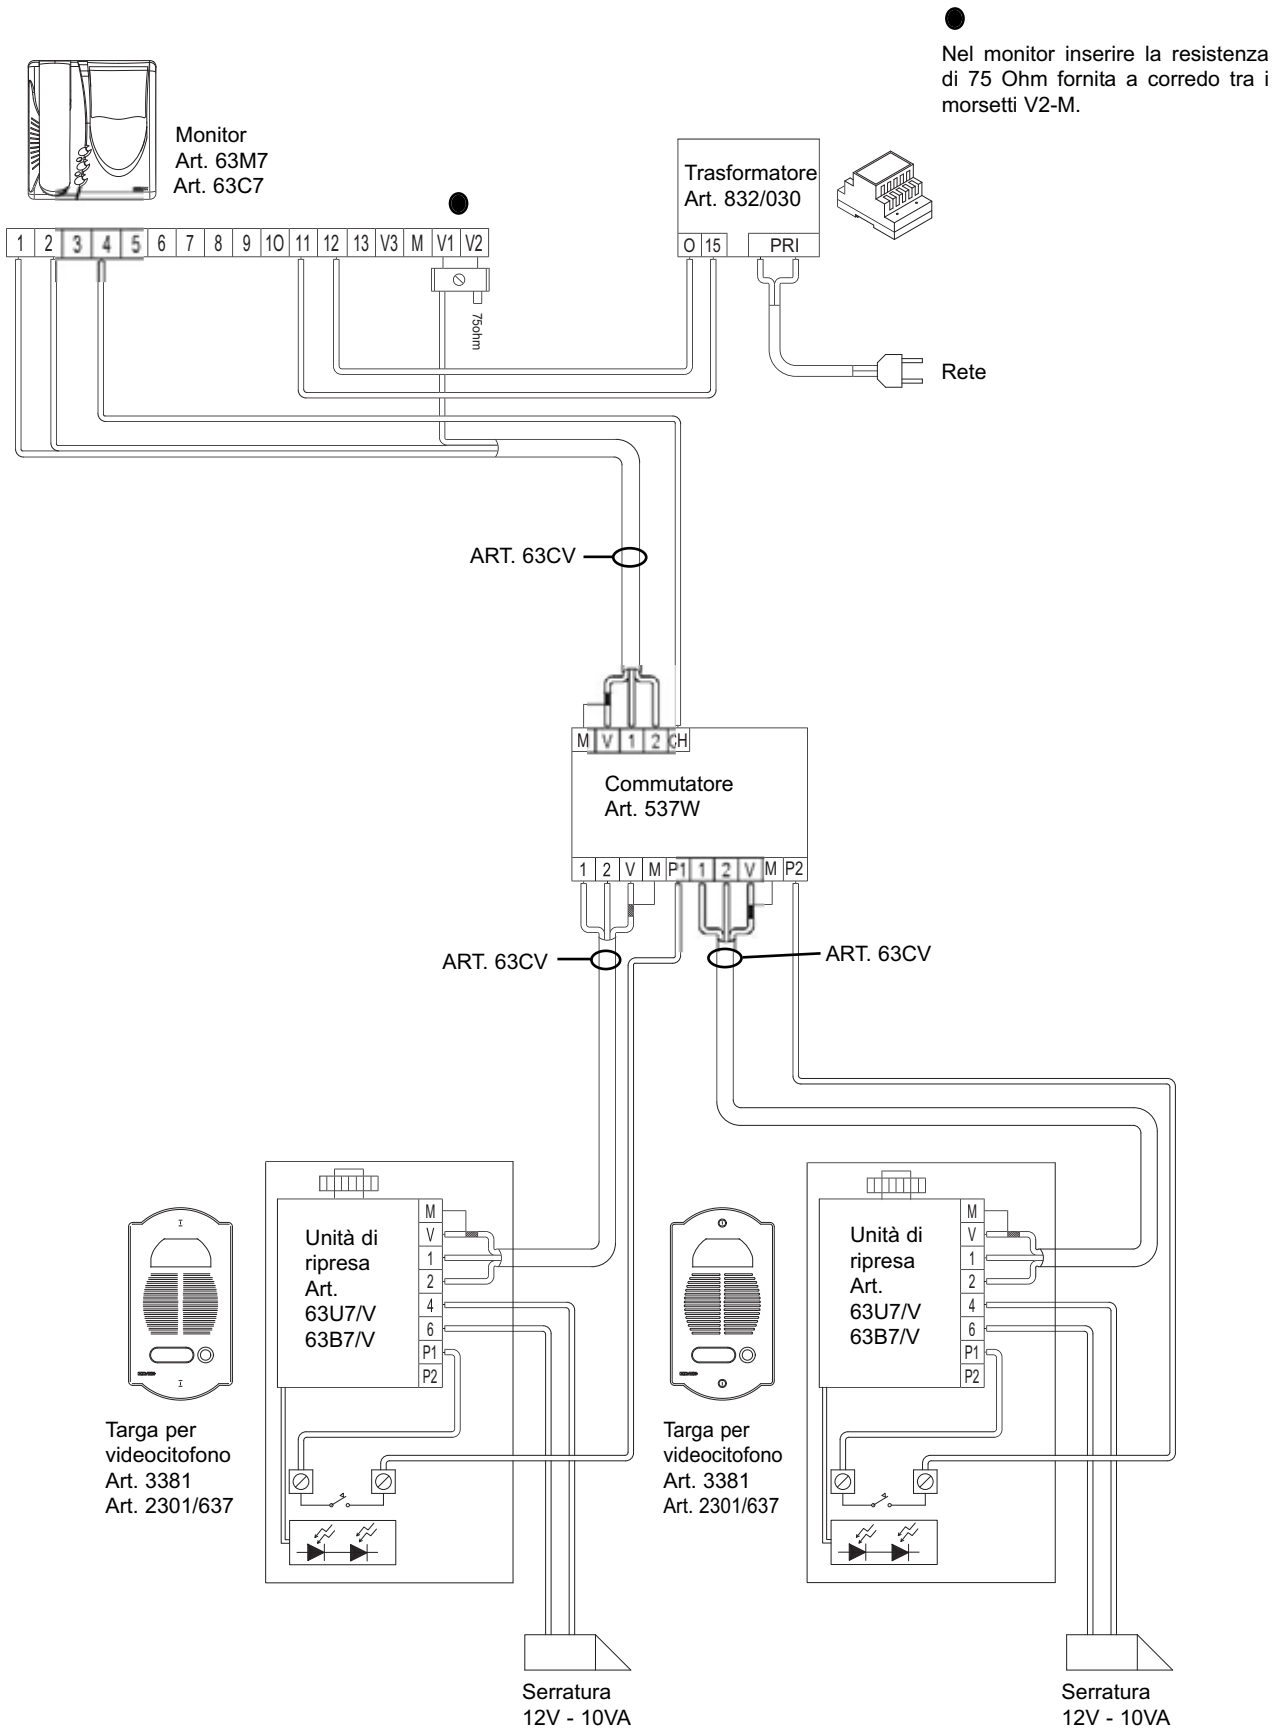 Nel monitor inserire la resistenza
di 75 Ohm fornita a corredo tra i
morsetti V2-M.
Monitor
Art. 63M7
Art. 63C7
Trasformatore
Art. 832/030
O 15 PRI
1 2 3 4 5 6 7 8 9 10 11 12 13 V3 M V1 V2
75ohm
Rete
ART. 63CV
M V 1 2 CH
Commutatore
Art. 537W
1 2 V M P1 1 2 V M P2
ART. 63CV
ART. 63CV
Unità di
ripresa
Art.
63U7/V
63B7/V
M
V
1
2
4
6
P1
P2
Unità di
ripresa
Art.
63U7/V
63B7/V
M
V
1
2
4
6
P1
P2
Targa per
videocitofono
Art. 3381
Art. 2301/637
Targa per
videocitofono
Art. 3381
Art. 2301/637
Serratura
12V - 10VA
Serratura
12V - 10VA